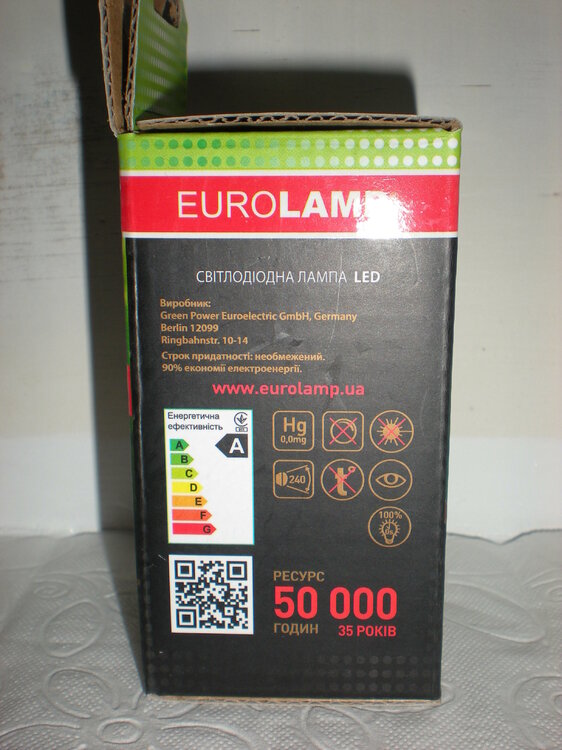 EUROLAMP
СВІТЛОДІОДНА ЛАМПА LED
Виробник:
Green Power Euroelectric GmbH, Germany
Berlin 12099
Ringbahnstr. 10-14
Строк придатності: необмежений.
90% економії електроенергії.
www.eurolamp.ua
Енергетична
ефективність
A
A
B
C
D
E
F
G
Hg
0,0mg
240
t°
100%
РЕСУРС
50 000
ГОДИН 35 РОКІВ